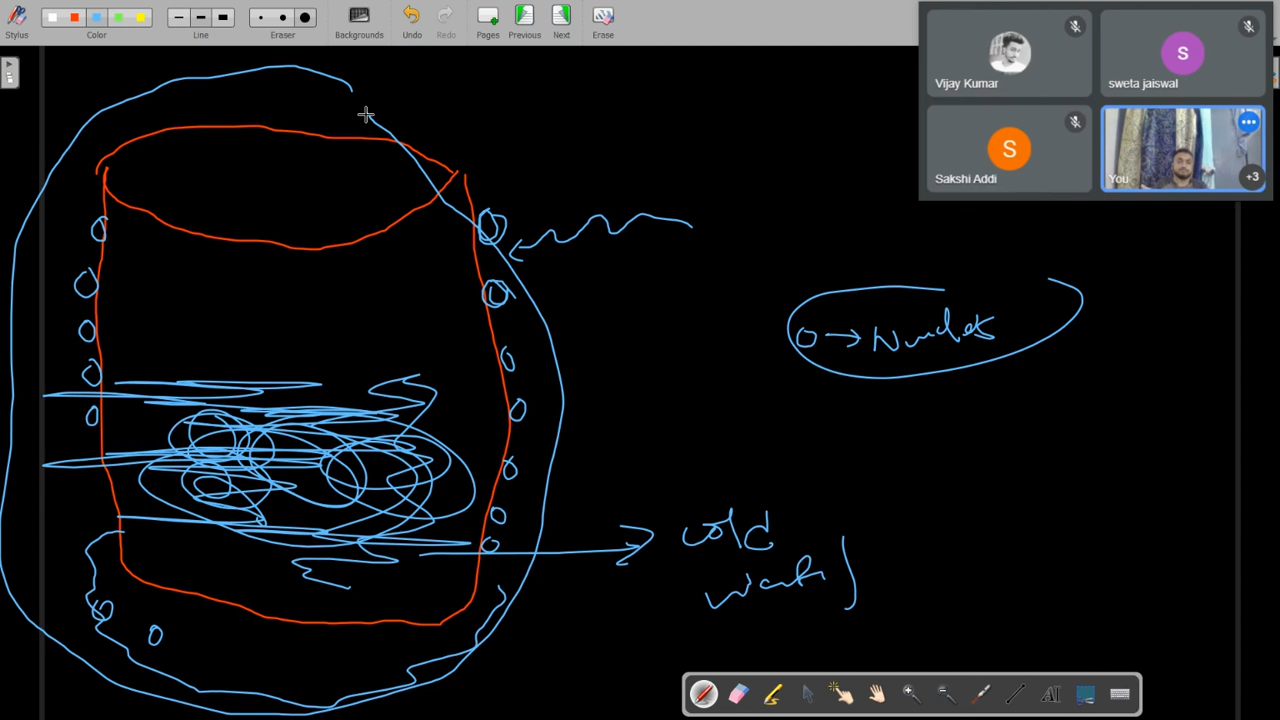 Stylus
Color
Line
Eraser
Backgrounds
Undo
Redo
Pages
Previous
Next
Erase
Vijay Kumar
S
sweta jaiswal
S
Sakshi Addi
You
+3
O → Nuclei
cold
water
AI